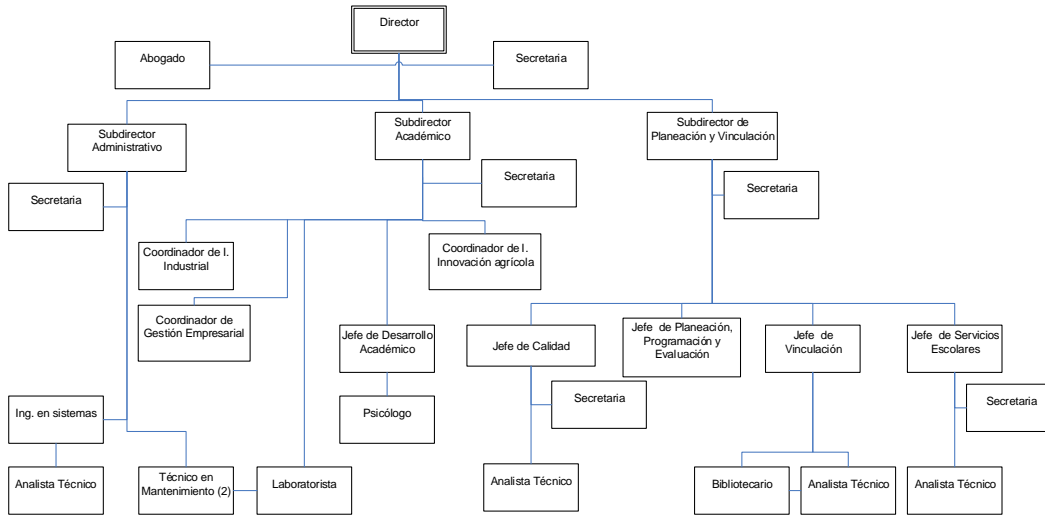 Director
Abogado
Secretaria
Subdirector
Administrativo
Subdirector
Académico
Subdirector de
Planeación y Vinculación
Secretaria
Secretaria
Secretaria
Coordinador de I.
Industrial
Coordinador de I.
Innovación agrícola
Coordinador de
Gestión Empresarial
Jefe de Desarrollo
Académico
Jefe de Calidad
Jefe de Planeación,
Programación y
Evaluación
Jefe de
Vinculación
Jefe de Servicios
Escolares
Ing. en sistemas
Psicólogo
Secretaria
Secretaria
Analista Técnico
Técnico en
Mantenimiento (2)
Laboratorista
Analista Técnico
Bibliotecario
Analista Técnico
Analista Técnico